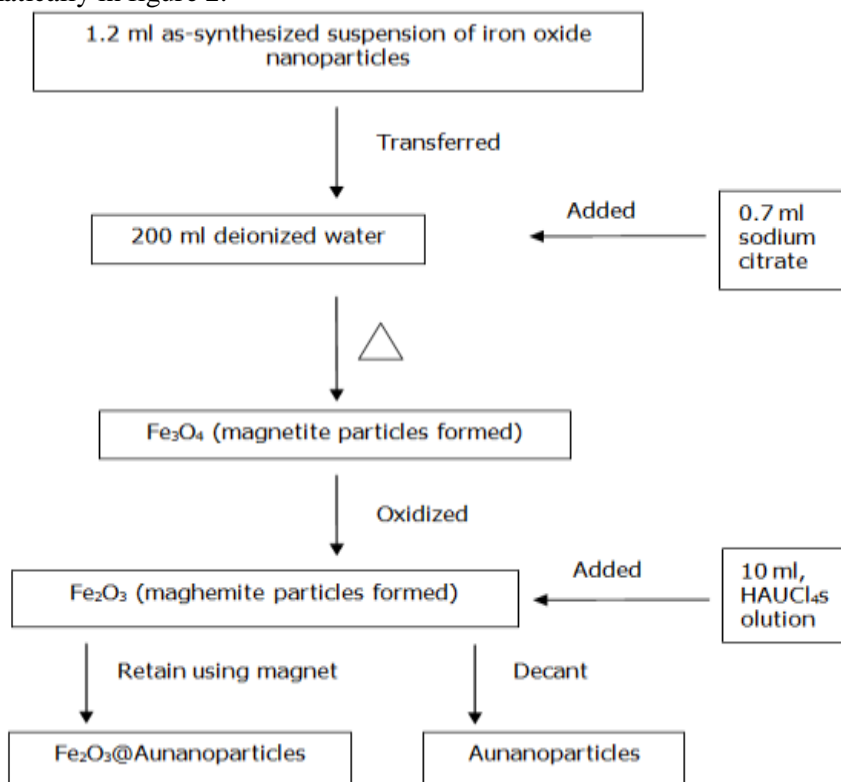 matically in figure 2.
1.2 ml as-synthesized suspension of iron oxide
nanoparticles
Transferred
200 ml deionized water
Added
0.7 ml
sodium
citrate
Fe₃O₄ (magnetite particles formed)
Oxidized
Fe₂O₃ (maghemite particles formed)
Added
10 ml,
HAUCl₄s
olution
Retain using magnet
Decant
Fe₂O₃@Aunanoparticles
Aunanoparticles